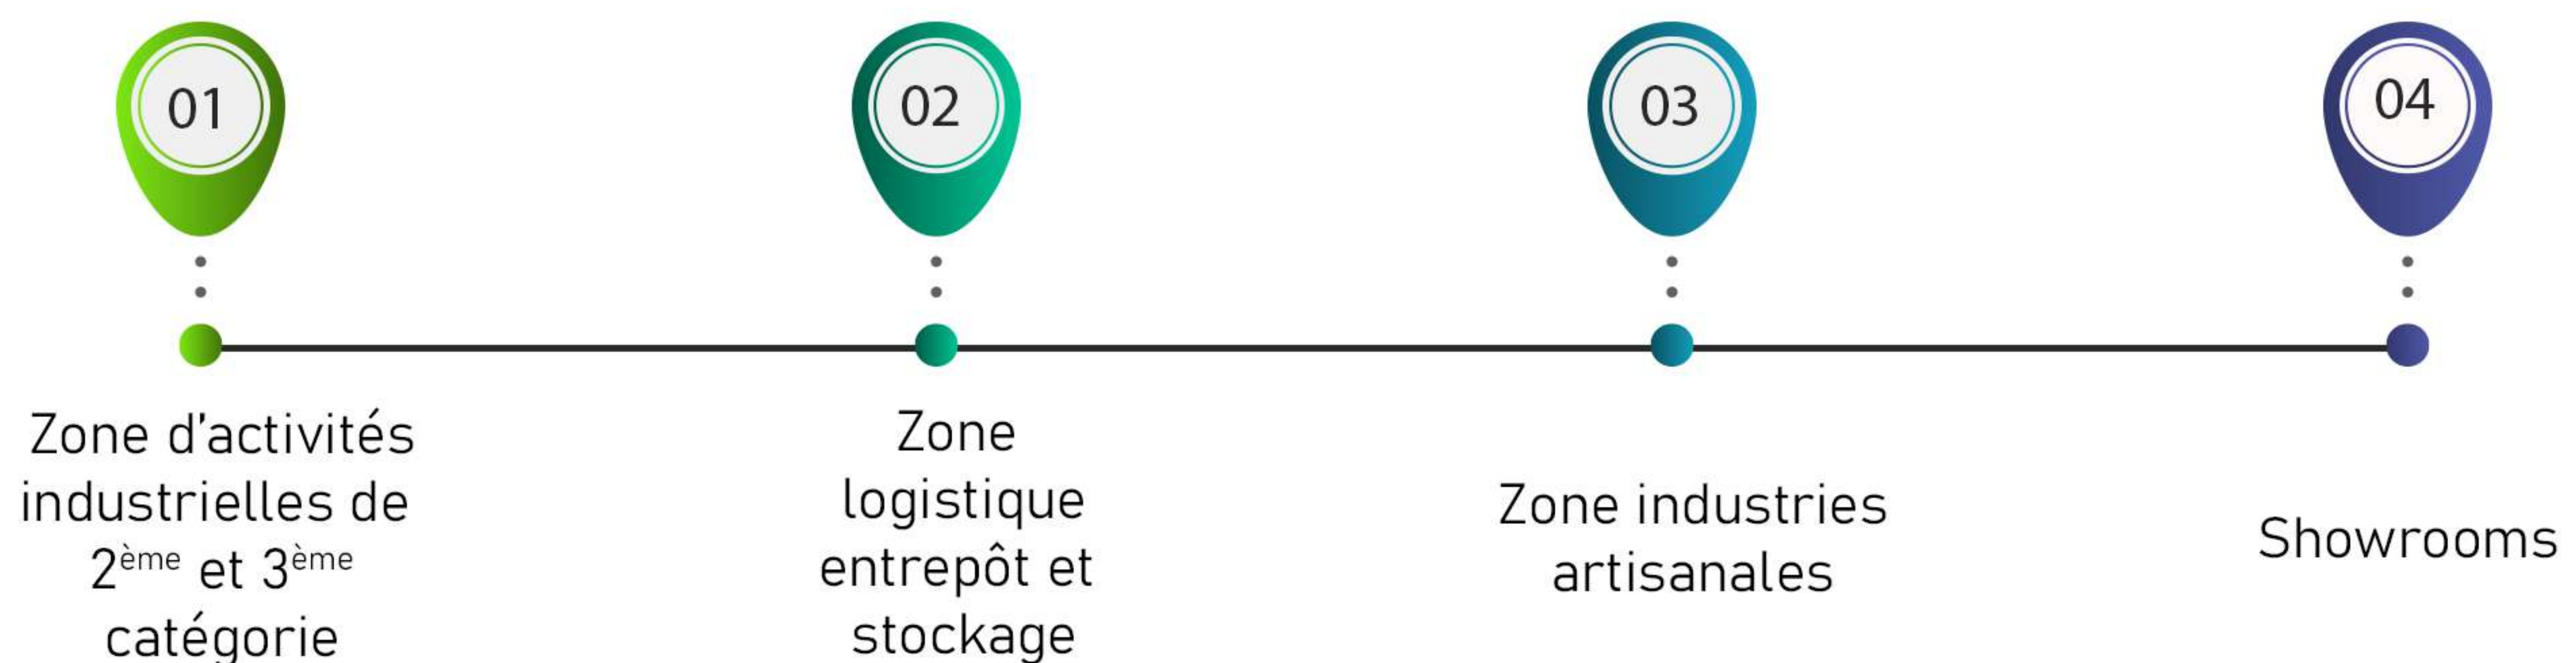 01
02
03
04
Zone d'activités
industrielles de
2ème et 3ème
catégorie
Zone
logistique
entrepôt et
stockage
Zone industries
artisanales
Showrooms